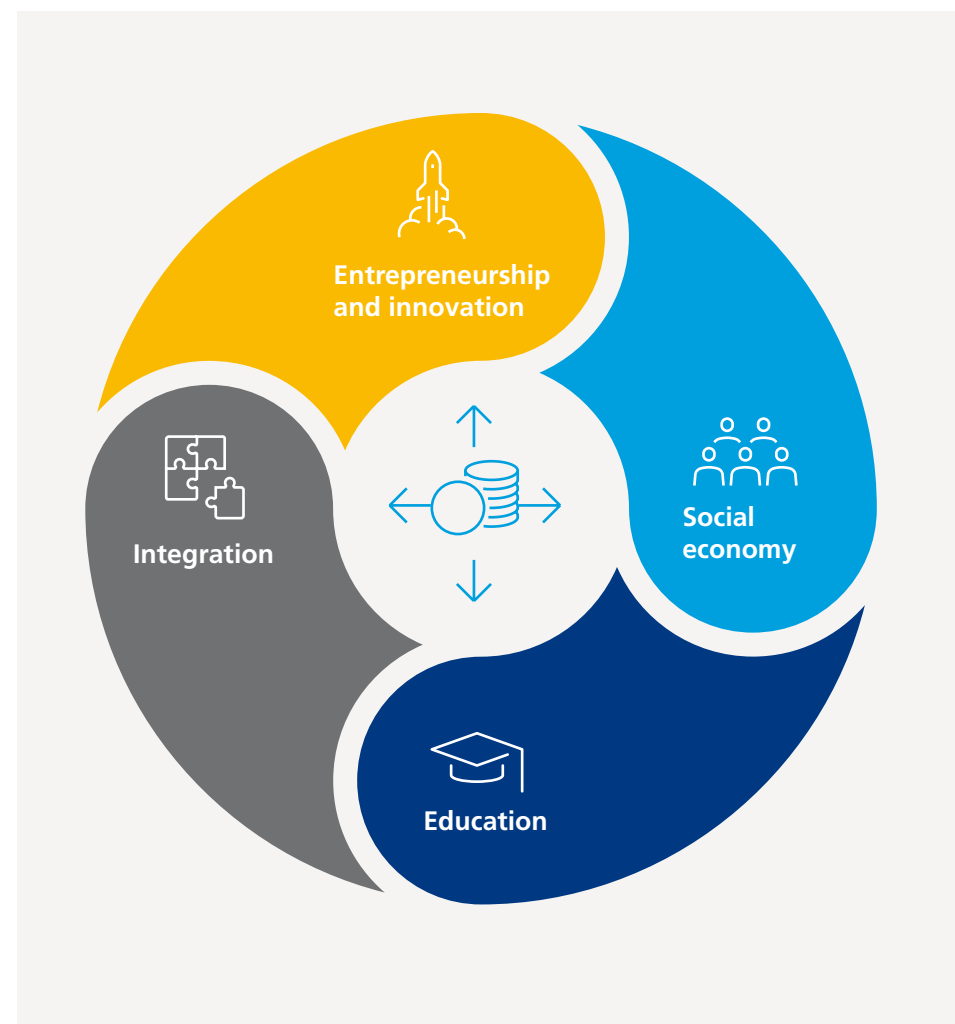 Entrepreneurship
and innovation
Social
economy
Integration
Education